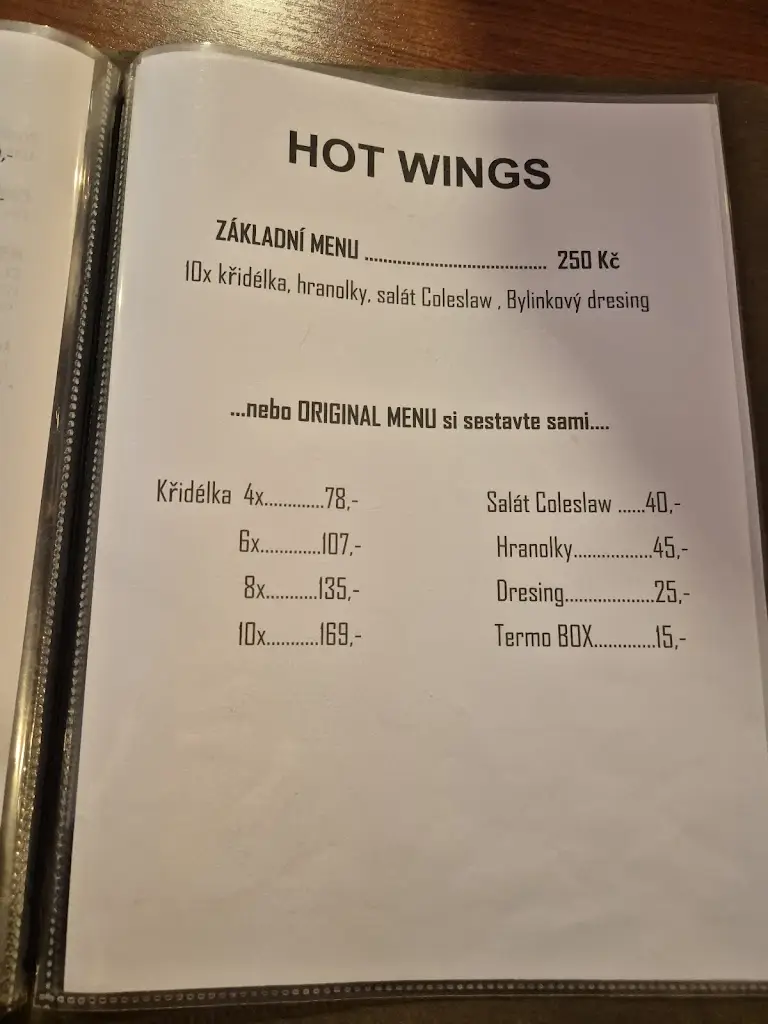 HOT WINGS
ZÁKLADNÍ MENU ........................................ 250 Kč
10x křidélka, hranolky, salát Coleslaw , Bylinkový dresing
...nebo ORIGINAL MENU si sestavte sami....
Křidélka 4x............78,-
6x............107,-
8x..........135,-
10x..........169,-
Salát Coleslaw ......40,-
Hranolky.................45,-
Dresing...................25,-
Termo BOX.............15,-